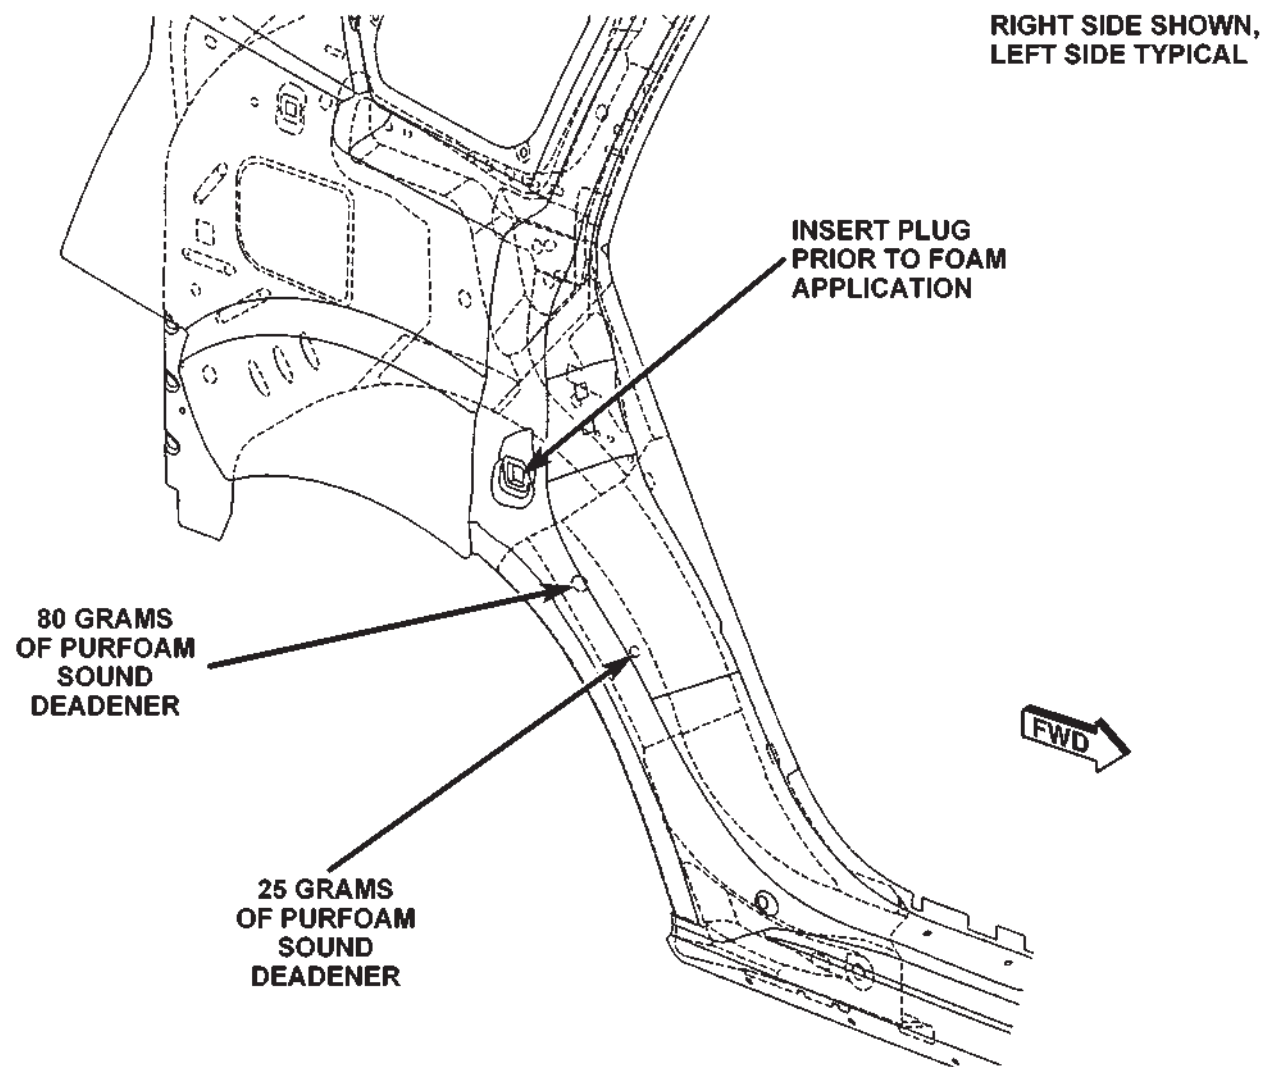 RIGHT SIDE SHOWN,
LEFT SIDE TYPICAL
INSERT PLUG
PRIOR TO FOAM
APPLICATION
80 GRAMS
OF PURFOAM
SOUND
DEADENER
FWD
25 GRAMS
OF PURFOAM
SOUND
DEADENER